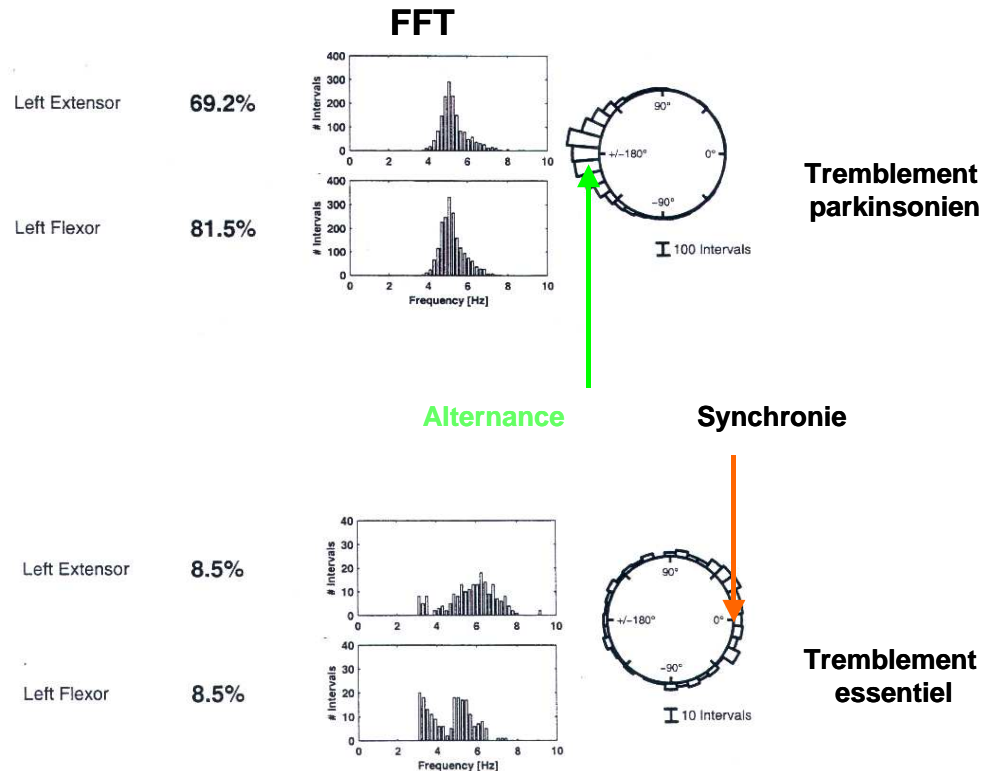 FFT
Left Extensor 69.2%
# Intervals
400
300
200
100
0
0 2 4 6 8 10
90°
+/−180° 0°
−90°
100 Intervals
Tremblement
parkinsonien
Left Flexor 81.5%
# Intervals
400
300
200
100
0
0 2 4 6 8 10
Frequency [Hz]
Alternance Synchronie
Left Extensor 8.5%
# Intervals
40
30
20
10
0
0 2 4 6 8 10
90°
+/−180° 0°
−90°
10 Intervals
Tremblement
essentiel
Left Flexor 8.5%
# Intervals
40
30
20
10
0
0 2 4 6 8 10
Frequency [Hz]